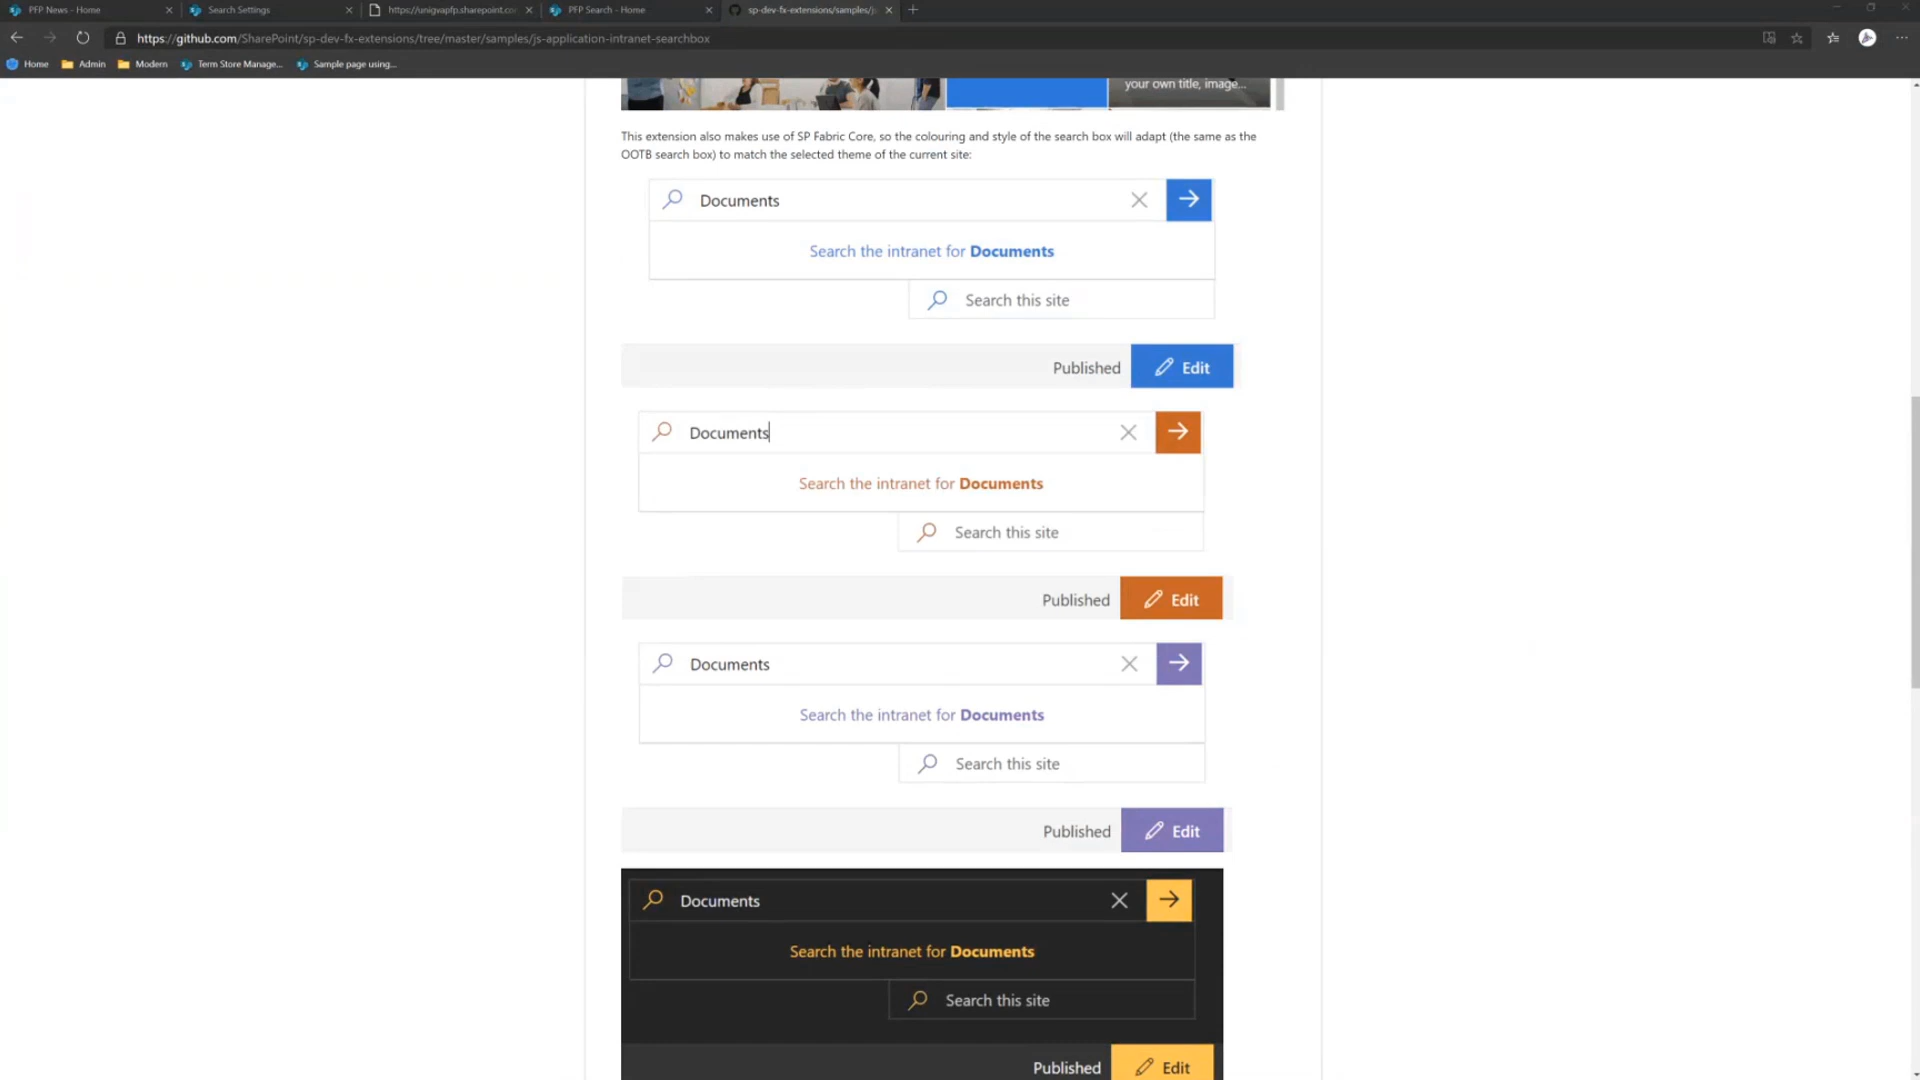 PFP News - Home
Search Settings
https://unigvapfp.sharepoint.co
PFP Search - Home
sp-dev-fx-extensions/samples/js
https://github.com/SharePoint/sp-dev-fx-extensions/tree/master/samples/js-application-intranet-searchbox
Home
Admin
Modern
Term Store Manage...
Sample page using...
your own title, image...
This extension also makes use of SP Fabric Core, so the colouring and style of the search box will adapt (the same as the
OOTB search box) to match the selected theme of the current site:
Documents
Search the intranet for Documents
Search this site
Published
Edit
Documents
Search the intranet for Documents
Search this site
Published
Edit
Documents
Search the intranet for Documents
Search this site
Published
Edit
Documents
Search the intranet for Documents
Search this site
Published
Edit